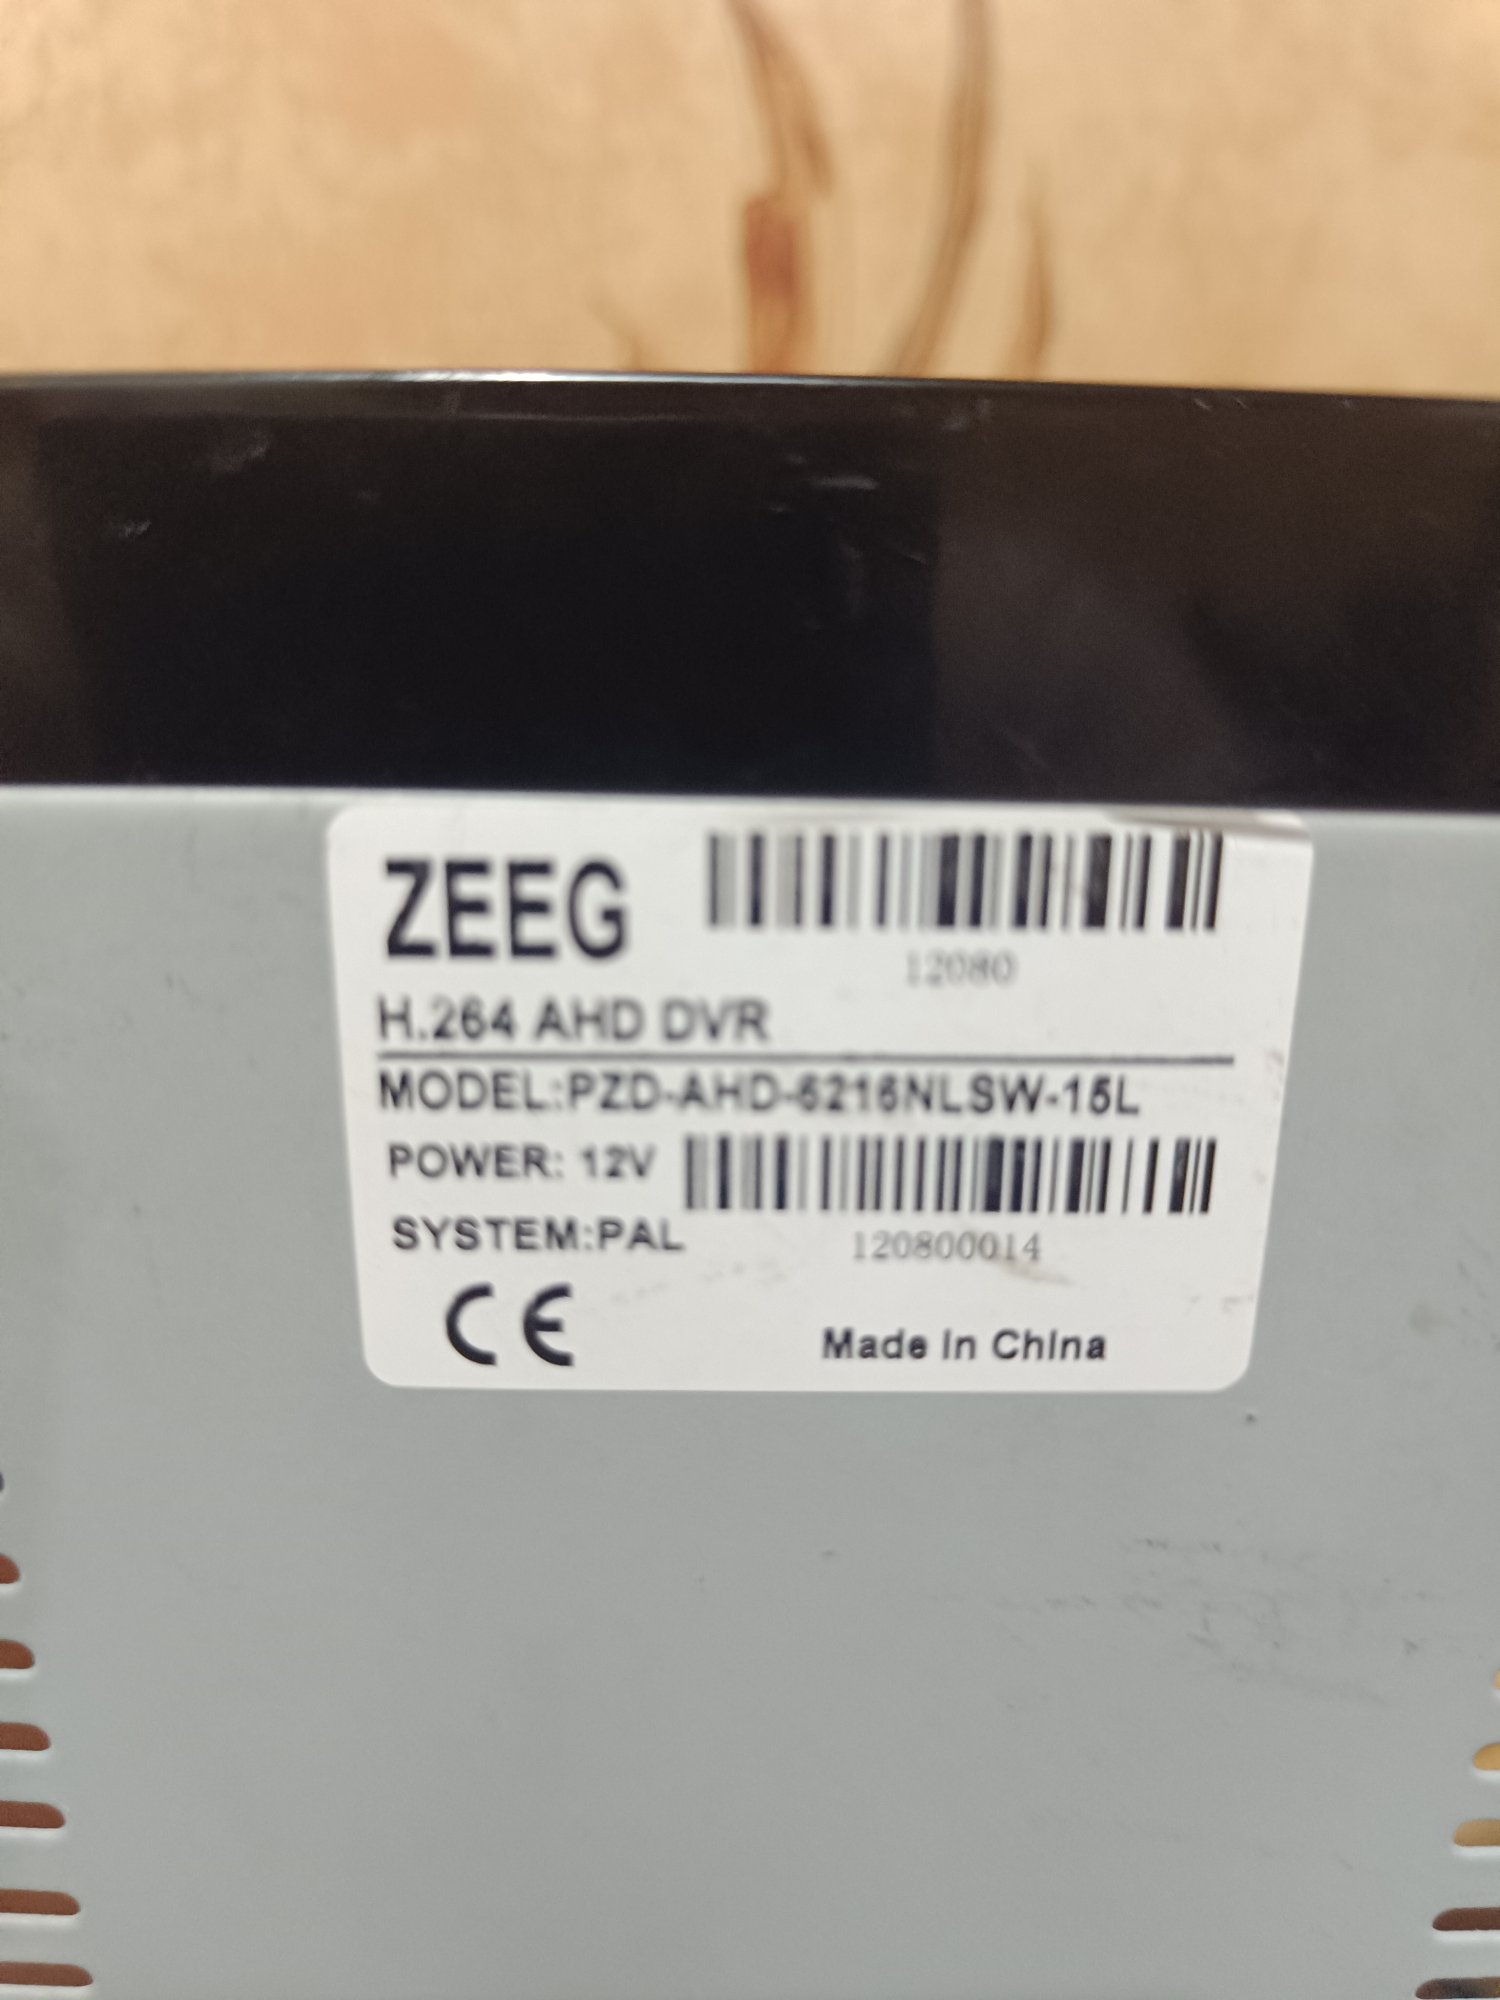 ZEEG
12080
H.264 AHD DVR
MODEL:PZD-AHD-6216NLSW-15L
POWER: 12V
SYSTEM:PAL
120800014
CE
Made in China